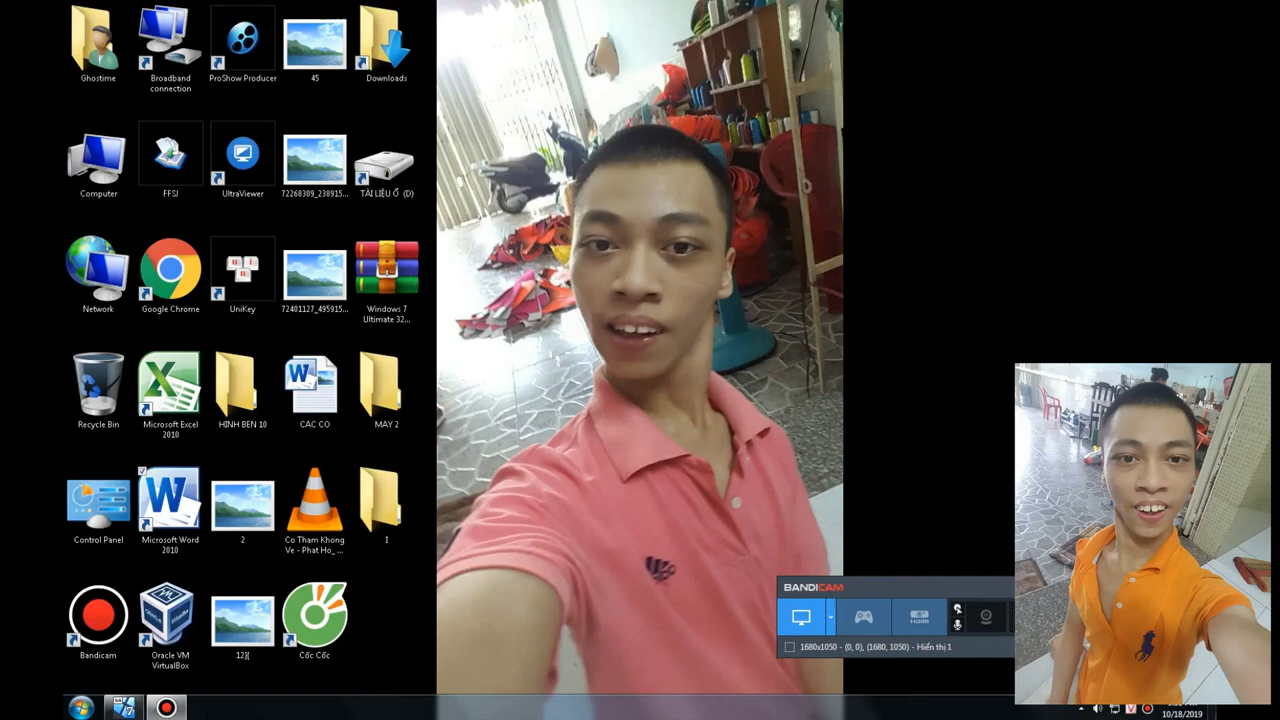 Ghostime
Broadband
connection
ProShow Producer
45
Downloads
Computer
FFSJ
UltraViewer
72268309_238915...
TÀI LIỆU Ổ (D)
Network
Google Chrome
UniKey
72401127_495915...
Windows 7
Ultimate 32...
Recycle Bin
Microsoft Excel
2010
HINH BEN 10
CAC CO
MAY 2
Control Panel
Microsoft Word
2010
2
Co Tham Khong
Ve - Phat Ho_ ...
1
Bandicam
Oracle VM
VirtualBox
Cốc Cốc
BANDICAM
HDMI
1680x1050 - (0, 0), (1680, 1050) - Hiển thị 1
10/18/2019